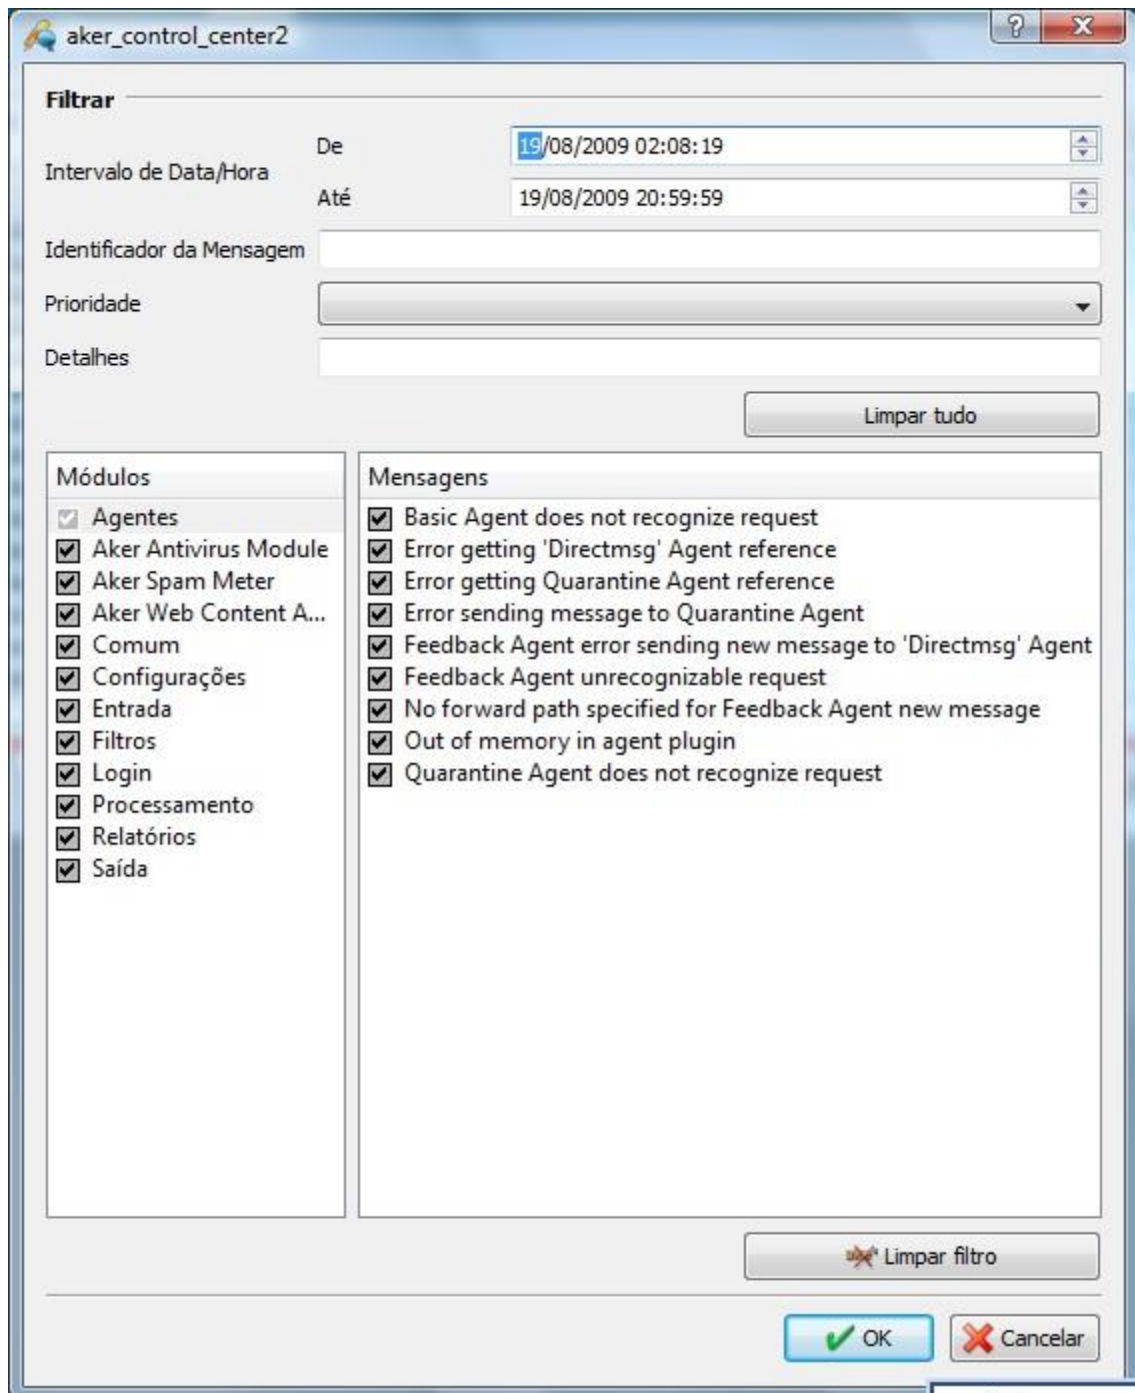 aker_control_center2
?
Filtrar
Intervalo de Data/Hora
De
19/08/2009 02:08:19
Até
19/08/2009 20:59:59
Identificador da Mensagem
Prioridade
Detalhes
Limpar tudo
Módulos
Agentes
Aker Antivirus Module
Aker Spam Meter
Aker Web Content A...
Comum
Configurações
Entrada
Filtros
Login
Processamento
Relatórios
Saída
Mensagens
Basic Agent does not recognize request
Error getting 'Directmsg' Agent reference
Error getting Quarantine Agent reference
Error sending message to Quarantine Agent
Feedback Agent error sending new message to 'Directmsg' Agent
Feedback Agent unrecognizable request
No forward path specified for Feedback Agent new message
Out of memory in agent plugin
Quarantine Agent does not recognize request
Limpar filtro
OK
Cancelar